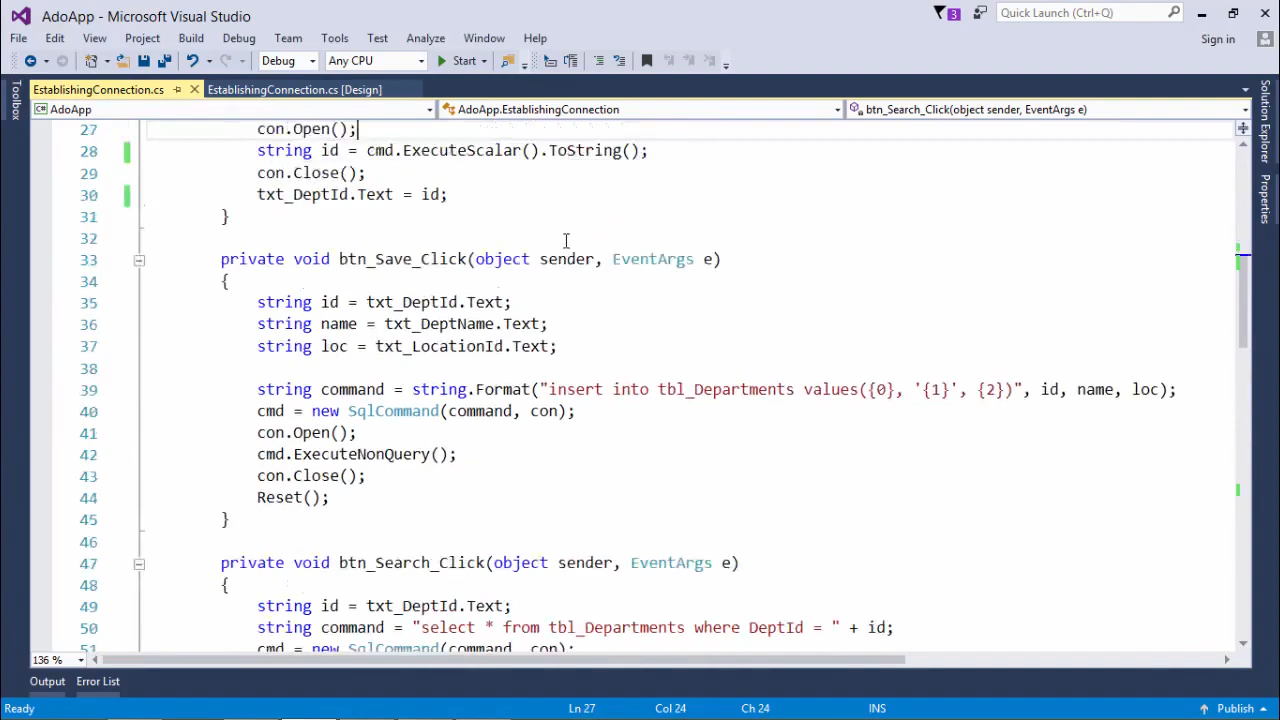 AdoApp - Microsoft Visual Studio
3
Quick Launch (Ctrl+Q)
File Edit View Project Build Debug Team Tools Test Analyze Window Help
Sign in
Debug Any CPU Start
EstablishingConnection.cs EstablishingConnection.cs [Design]
AdoApp AdoApp.EstablishingConnection btn_Search_Click(object sender, EventArgs e)
Toolbox
Solution Explorer
Properties
27 con.Open();
28 string id = cmd.ExecuteScalar().ToString();
29 con.Close();
30 txt_DeptId.Text = id;
31 }
32
33 private void btn_Save_Click(object sender, EventArgs e)
34 {
35 string id = txt_DeptId.Text;
36 string name = txt_DeptName.Text;
37 string loc = txt_LocationId.Text;
38
39 string command = string.Format("insert into tbl_Departments values({0}, '{1}', {2})", id, name, loc);
40 cmd = new SqlCommand(command, con);
41 con.Open();
42 cmd.ExecuteNonQuery();
43 con.Close();
44 Reset();
45 }
46
47 private void btn_Search_Click(object sender, EventArgs e)
48 {
49 string id = txt_DeptId.Text;
50 string command = "select * from tbl_Departments where DeptId = " + id;
51 cmd = new SqlCommand(command, con);
136 %
Output Error List
Ready Ln 27 Col 24 Ch 24 INS Publish